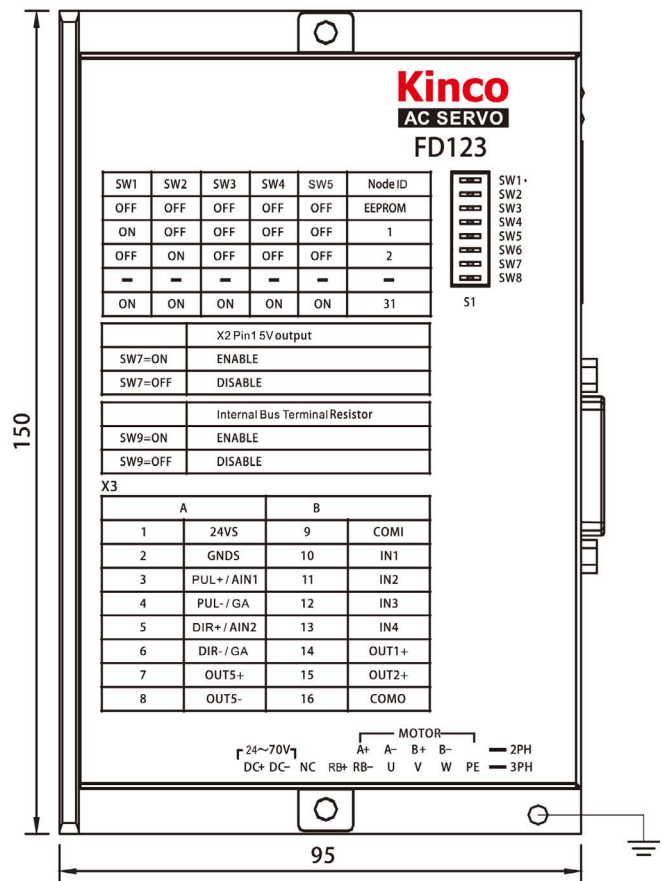 Kinco
AC SERVO
FD123
SW1 SW2 SW3 SW4 SW5 Node ID
OFF OFF OFF OFF OFF EEPROM
ON OFF OFF OFF OFF 1
OFF ON OFF OFF OFF 2
— — — — — —
ON ON ON ON ON 31
SW1
SW2
SW3
SW4
SW5
SW6
SW7
SW8
S1
X2 Pin1 5V output
SW7=ON ENABLE
SW7=OFF DISABLE
Internal Bus Terminal Resistor
SW9=ON ENABLE
SW9=OFF DISABLE
X3
A B
1 24VS 9 COMI
2 GNDS 10 IN1
3 PUL+/AIN1 11 IN2
4 PUL-/GA 12 IN3
5 DIR+/AIN2 13 IN4
6 DIR-/GA 14 OUT1+
7 OUT5+ 15 OUT2+
8 OUT5- 16 COMO
MOTOR
24~70V A+ A- B+ B- 2PH
DC+ DC- NC RB+ RB- U V W PE 3PH
150
95